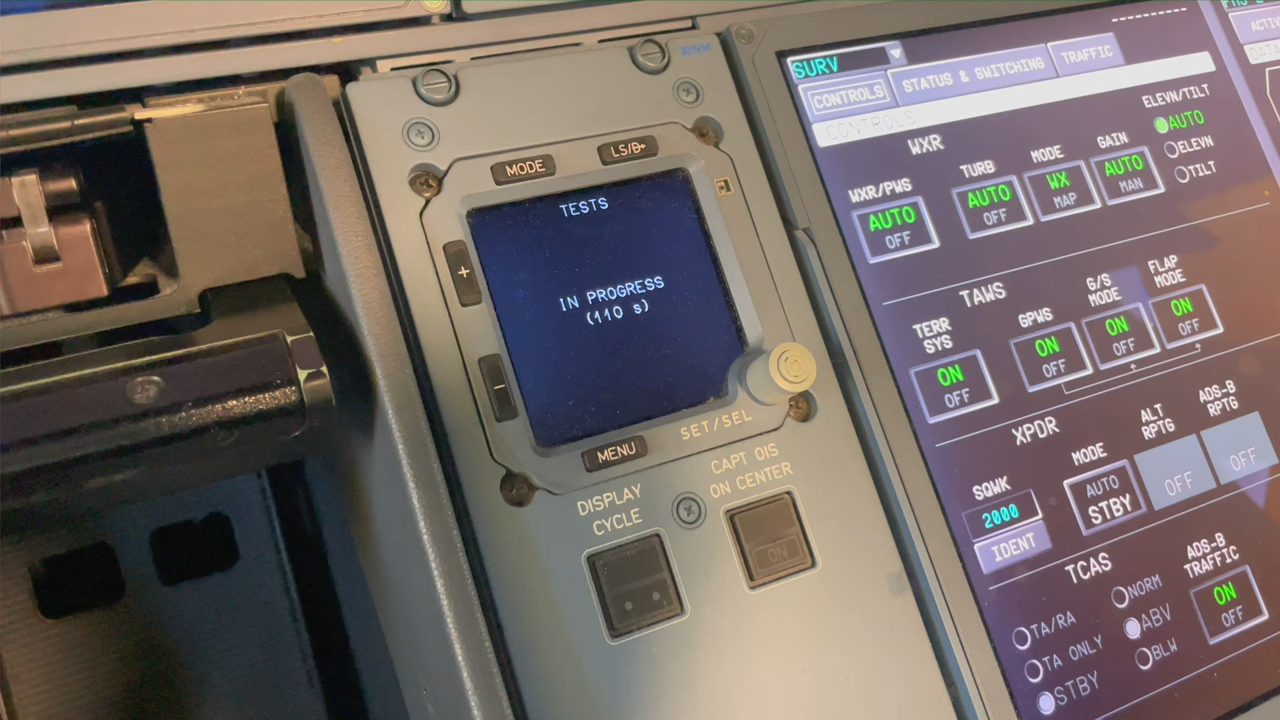 MODE
LS/B→
TESTS
IN PROGRESS
(110 s)
+
−
SET/SEL
MENU
DISPLAY
CYCLE
CAPT OIS
ON CENTER
ON
SURV
CONTROLS
STATUS & SWITCHING
TRAFFIC
CONTROLS
WXR
ELEVN/TILT
AUTO
ELEVN
TILT
WXR/PWS
AUTO
OFF
TURB
AUTO
OFF
MODE
WX
MAP
GAIN
AUTO
MAN
TAWS
TERR
SYS
ON
OFF
GPWS
ON
OFF
G/S
MODE
ON
OFF
FLAP
MODE
ON
OFF
XPDR
SQWK
2000
IDENT
MODE
AUTO
STBY
ALT
RPTG
OFF
ADS-B
RPTG
OFF
TCAS
TA/RA
TA ONLY
STBY
NORM
ABV
BLW
ADS-B
TRAFFIC
ON
OFF